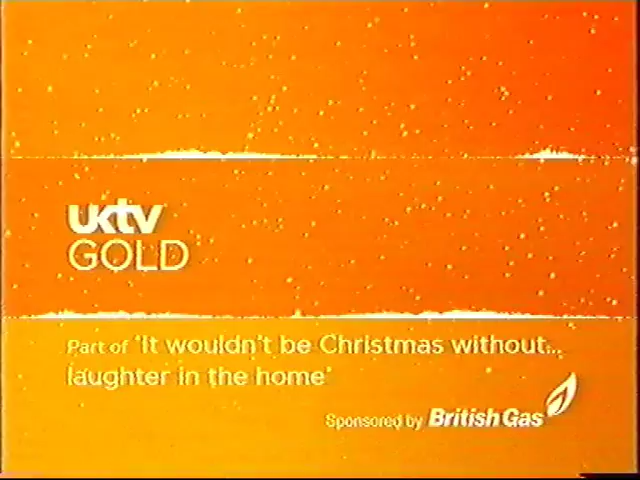 uktv
GOLD
Part of 'It wouldn't be Christmas without...
laughter in the home'
Sponsored by British Gas